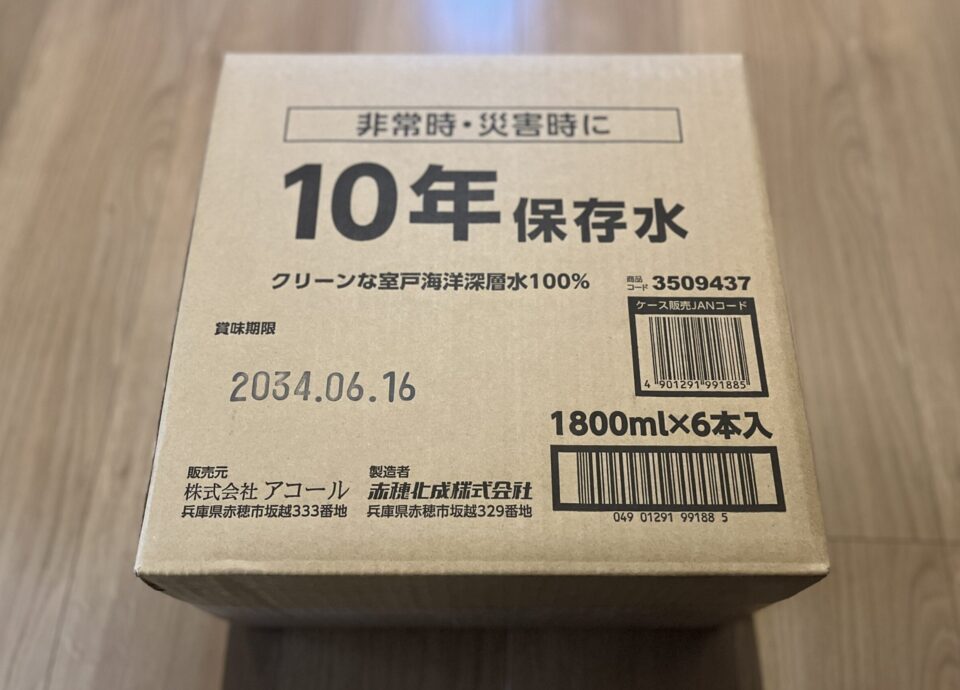 非常時・災害時に
10年保存水
クリーンな室戸海洋深層水100%
商品コード 3509437
ケース販売JANコード
4 901291 991885
賞味期限
2034.06.16
1800ml×6本入
049 01291 99188 5
販売元
株式会社 アコール
兵庫県赤穂市坂越333番地
製造者
赤穂化成株式会社
兵庫県赤穂市坂越329番地